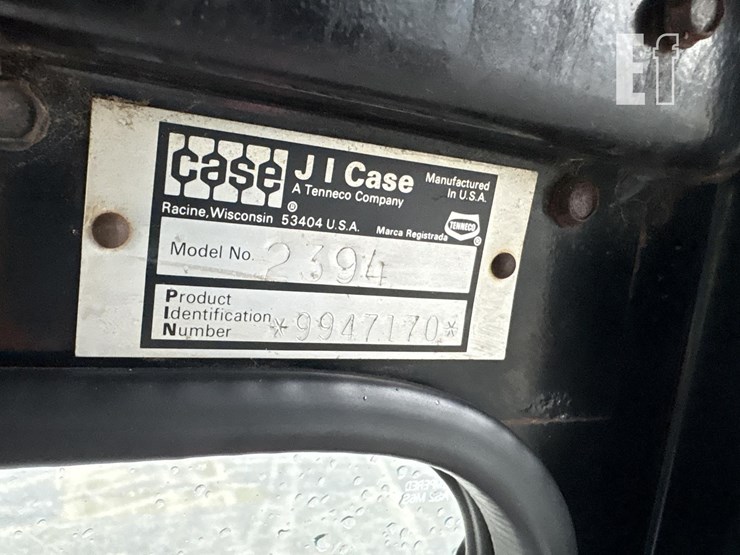 Ef
case
J I Case
A Tenneco Company
Manufactured
In U.S.A.
®
Racine, Wisconsin 53404 U.S.A.
Marca Registrada
TENNECO
®
Model No. 2394
Product
Identification
Number *9947170*